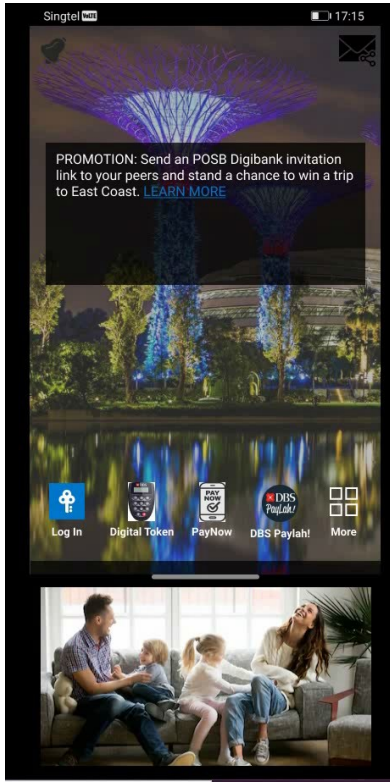 Singtel VoLTE 17:15
PROMOTION: Send an POSB Digibank invitation
link to your peers and stand a chance to win a trip
to East Coast. LEARN MORE
PAY
NOW
DBS
PayLah!
Log In Digital Token PayNow DBS Paylah! More